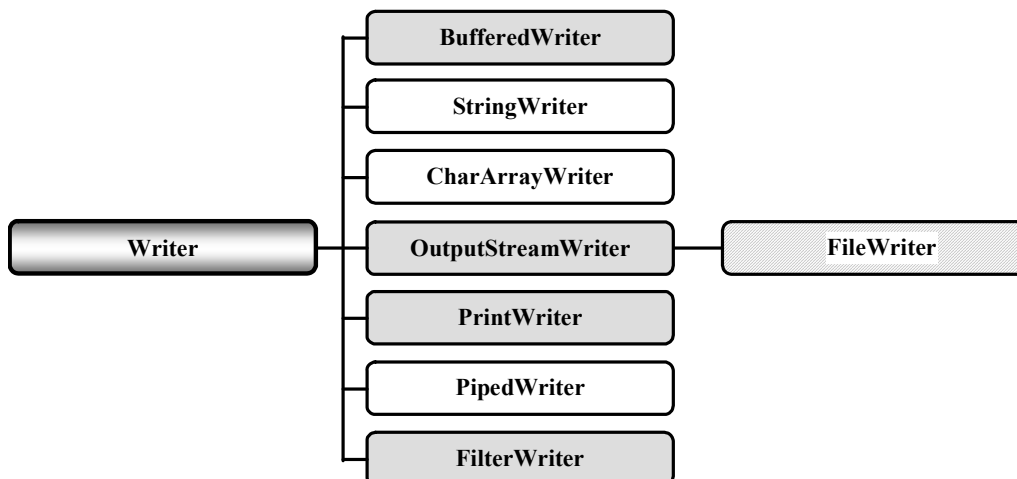 BufferedWriter
StringWriter
CharArrayWriter
Writer
OutputStreamWriter
FileWriter
PrintWriter
PipedWriter
FilterWriter